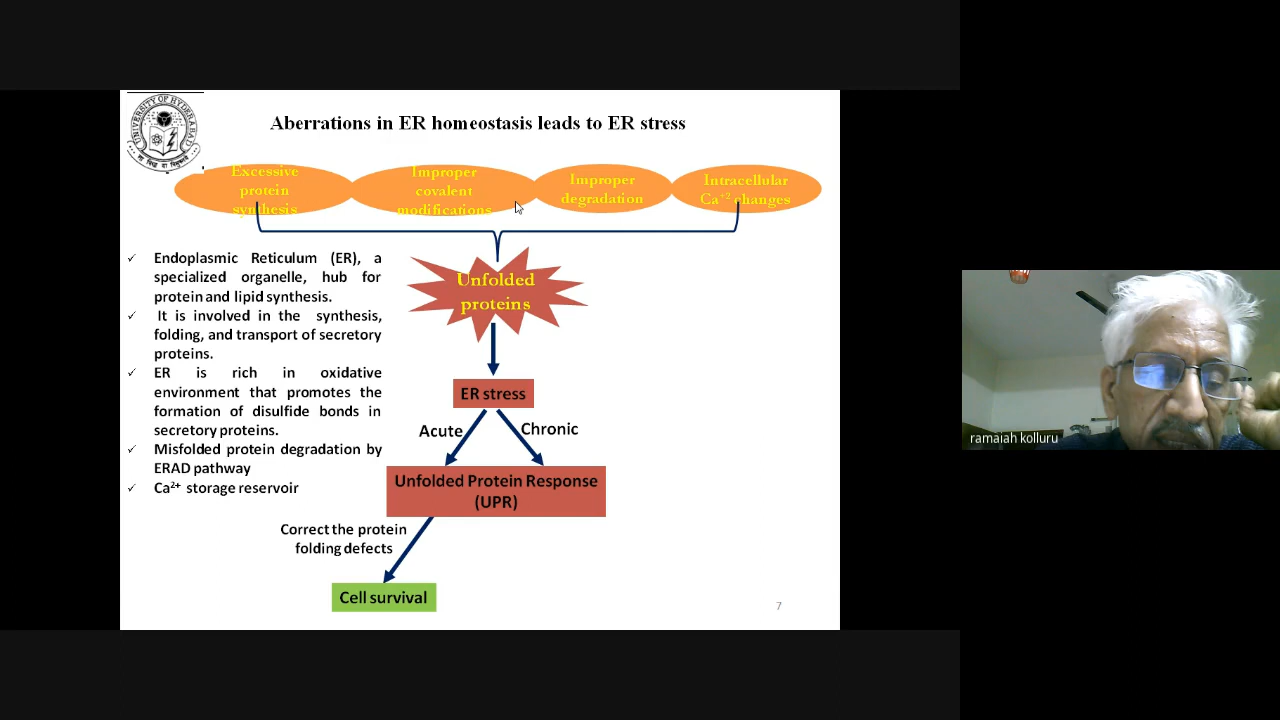 UNIVERSITY OF HYDERABAD
Aberrations in ER homeostasis leads to ER stress
Excessive
protein
synthesis
Improper
covalent
modifications
Improper
degradation
Intracellular
Ca⁺² changes
✓ Endoplasmic Reticulum (ER), a
specialized organelle, hub for
protein and lipid synthesis.
✓ It is involved in the synthesis,
folding, and transport of secretory
proteins.
✓ ER is rich in oxidative
environment that promotes the
formation of disulfide bonds in
secretory proteins.
✓ Misfolded protein degradation by
ERAD pathway
✓ Ca²⁺ storage reservoir
Unfolded
proteins
ER stress
Acute
Chronic
Unfolded Protein Response
(UPR)
Correct the protein
folding defects
Cell survival
7
ramaiah kolluru